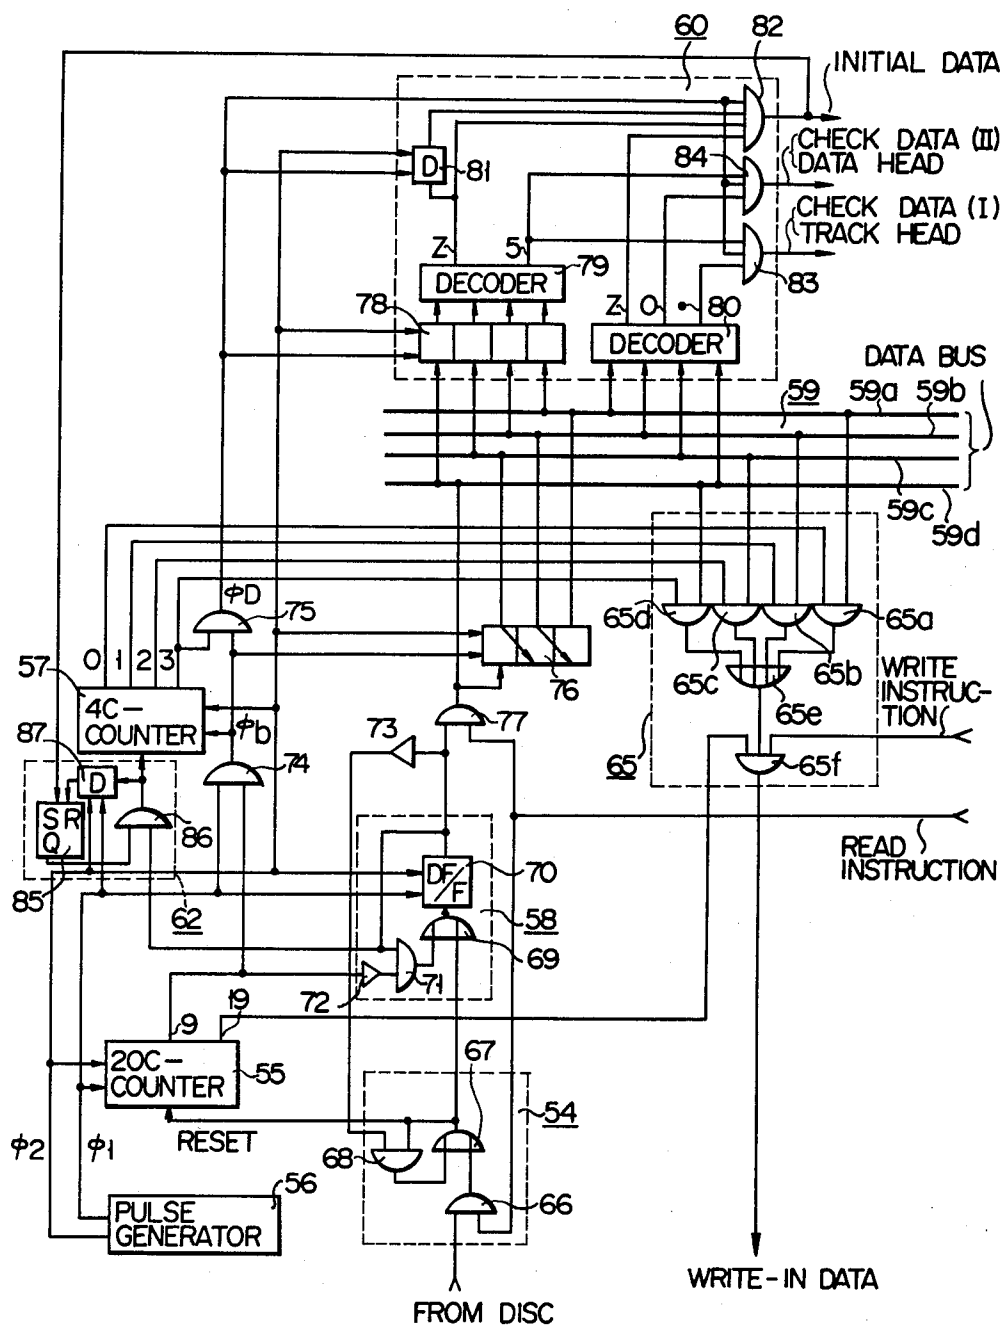 82
60
INITIAL DATA
CHECK DATA (II)
DATA HEAD
84
D
81
CHECK DATA (I)
TRACK HEAD
Z
5
79
83
DECODER
78
Z
0
80
DECODER
DATA BUS
59
59a
59b
59c
59d
φD
75
65d
65a
0
1
2
3
57
76
65c
65b
WRITE
INSTRUC-
TION
4C-
COUNTER
φb
77
65e
73
87
74
65
65f
D
S R
Q
86
READ
INSTRUCTION
DF
/F
70
85
62
58
69
71
72
9
19
20C-
COUNTER
55
67
54
RESET
φ2
φ1
68
56
66
PULSE
GENERATOR
WRITE-IN DATA
FROM DISC